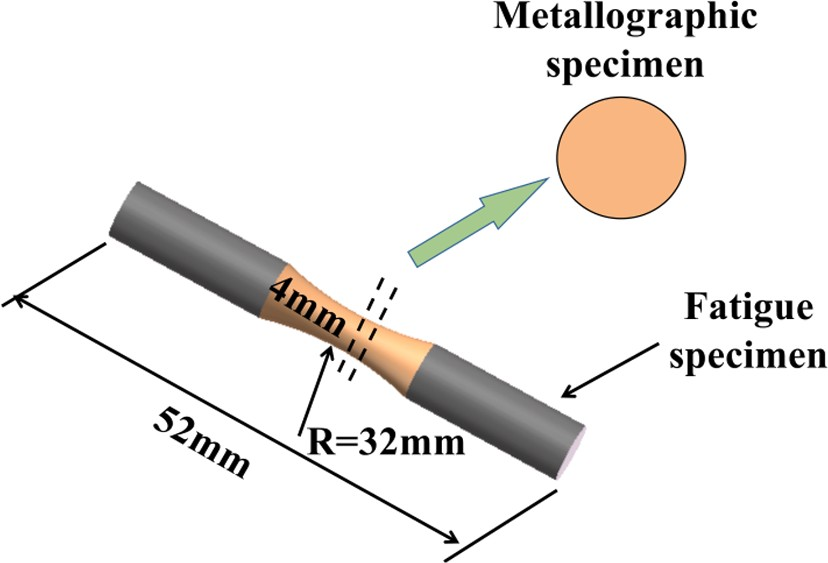 Metallographic
specimen
4mm
Fatigue
specimen
R=32mm
52mm